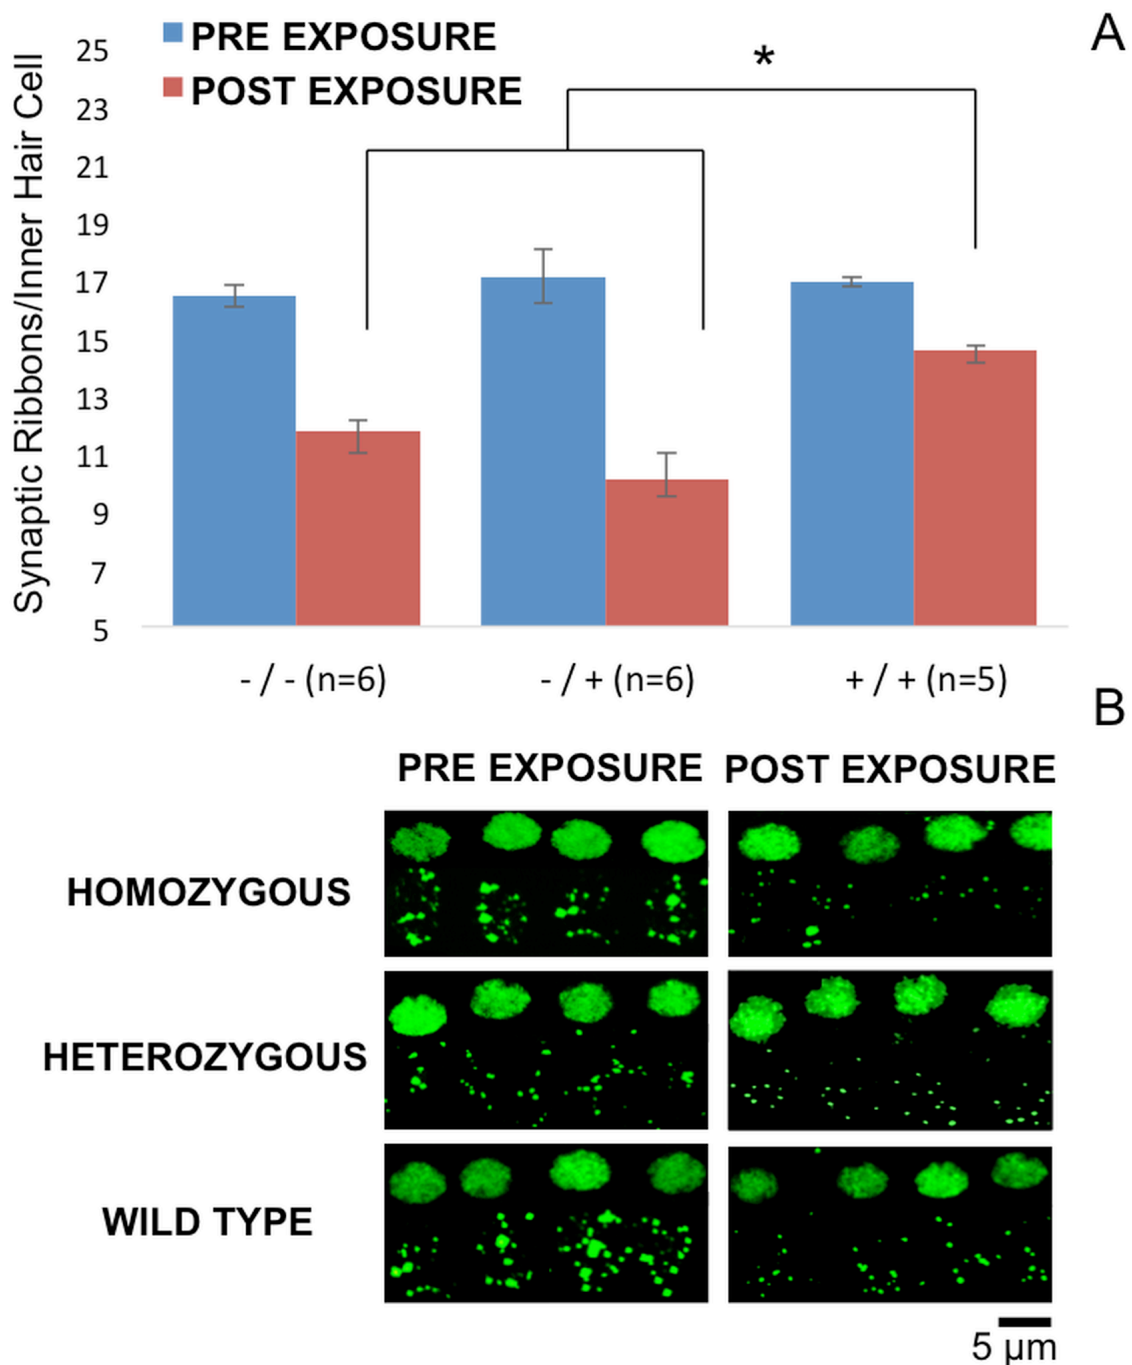 A
PRE EXPOSURE
POST EXPOSURE
*
Synaptic Ribbons/Inner Hair Cell
25
23
21
19
17
15
13
11
9
7
5
- / - (n=6)
- / + (n=6)
+ / + (n=5)
B
PRE EXPOSURE
POST EXPOSURE
HOMOZYGOUS
HETEROZYGOUS
WILD TYPE
5 µm